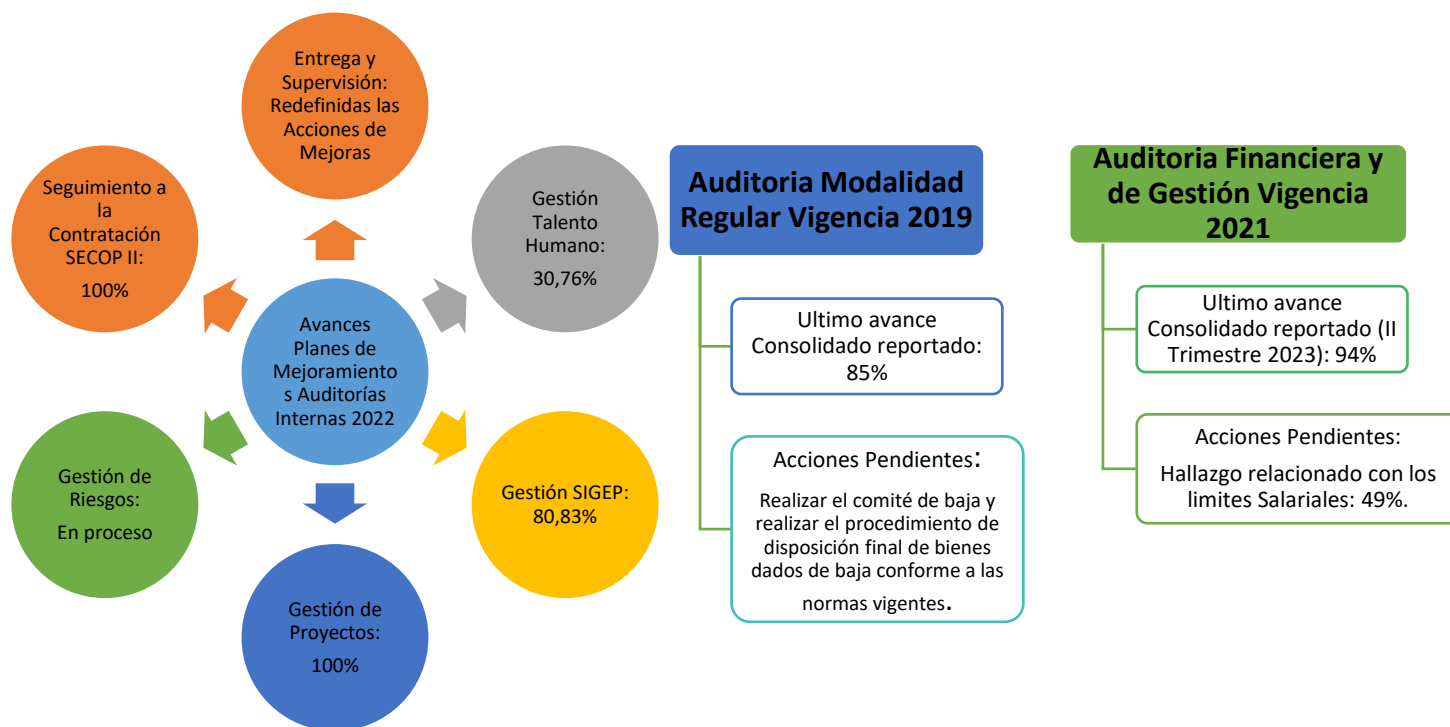 Entrega y
Supervisión:
Redefinidas las
Acciones de
Mejoras
Gestión
Talento
Humano:
30,76%
Gestión SIGEP:
80,83%
Gestión de
Proyectos:
100%
Gestión de
Riesgos:
En proceso
Seguimiento a
la
Contratación
SECOP II:
100%
Avances
Planes de
Mejoramiento
s Auditorías
Internas 2022
Auditoria Modalidad
Regular Vigencia 2019
Ultimo avance
Consolidado reportado:
85%
Acciones Pendientes:
Realizar el comité de baja y
realizar el procedimiento de
disposición final de bienes
dados de baja conforme a las
normas vigentes.
Auditoria Financiera y
de Gestión Vigencia
2021
Ultimo avance
Consolidado reportado (II
Trimestre 2023): 94%
Acciones Pendientes:
Hallazgo relacionado con los
limites Salariales: 49%.